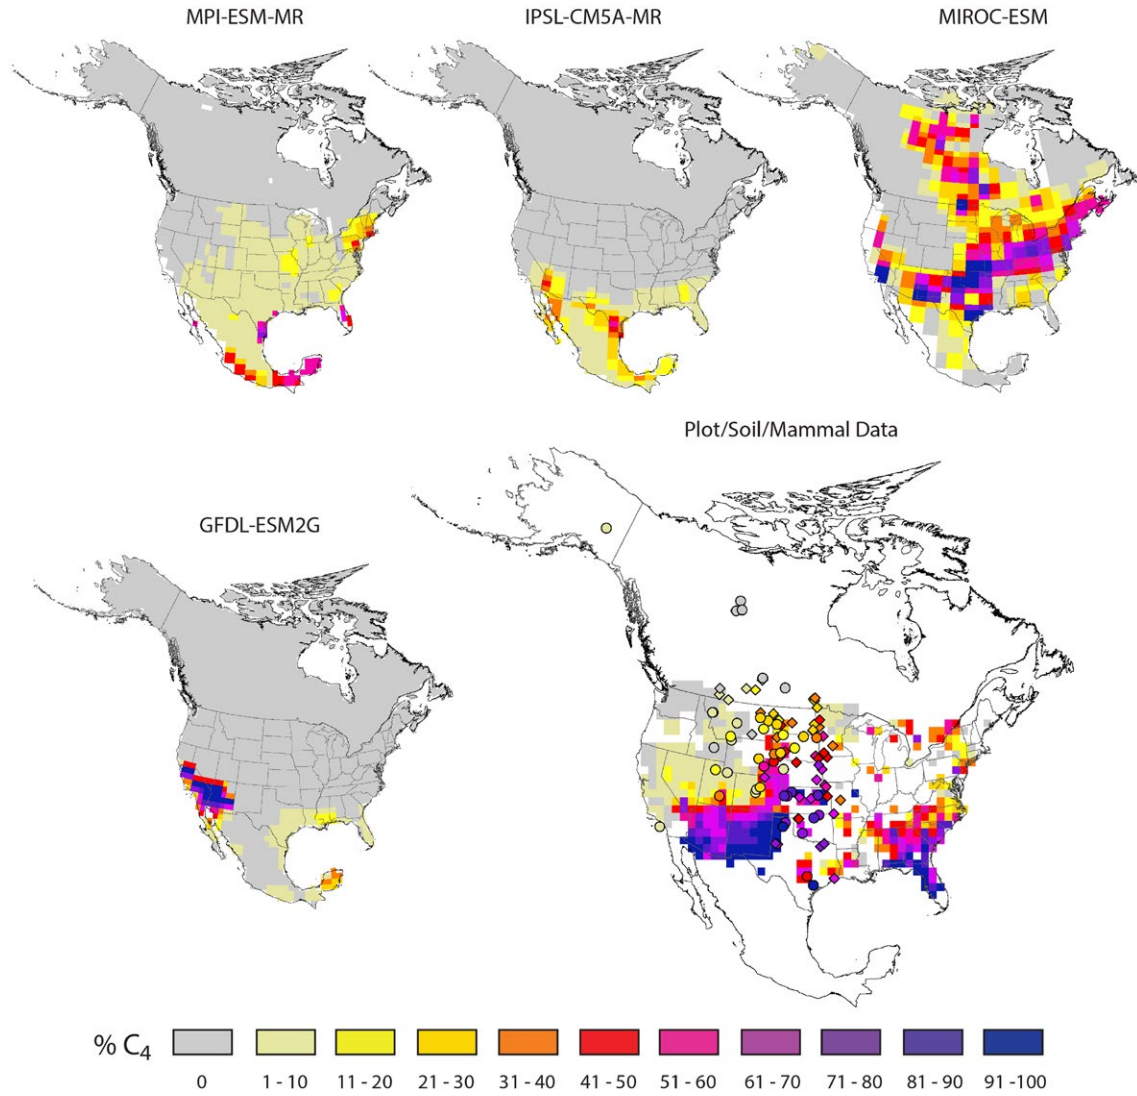 MPI-ESM-MR IPSL-CM5A-MR MIROC-ESM
Plot/Soil/Mammal Data
GFDL-ESM2G
% C₄
0 1 - 10 11 - 20 21 - 30 31 - 40 41 - 50 51 - 60 61 - 70 71 - 80 81 - 90 91 -100